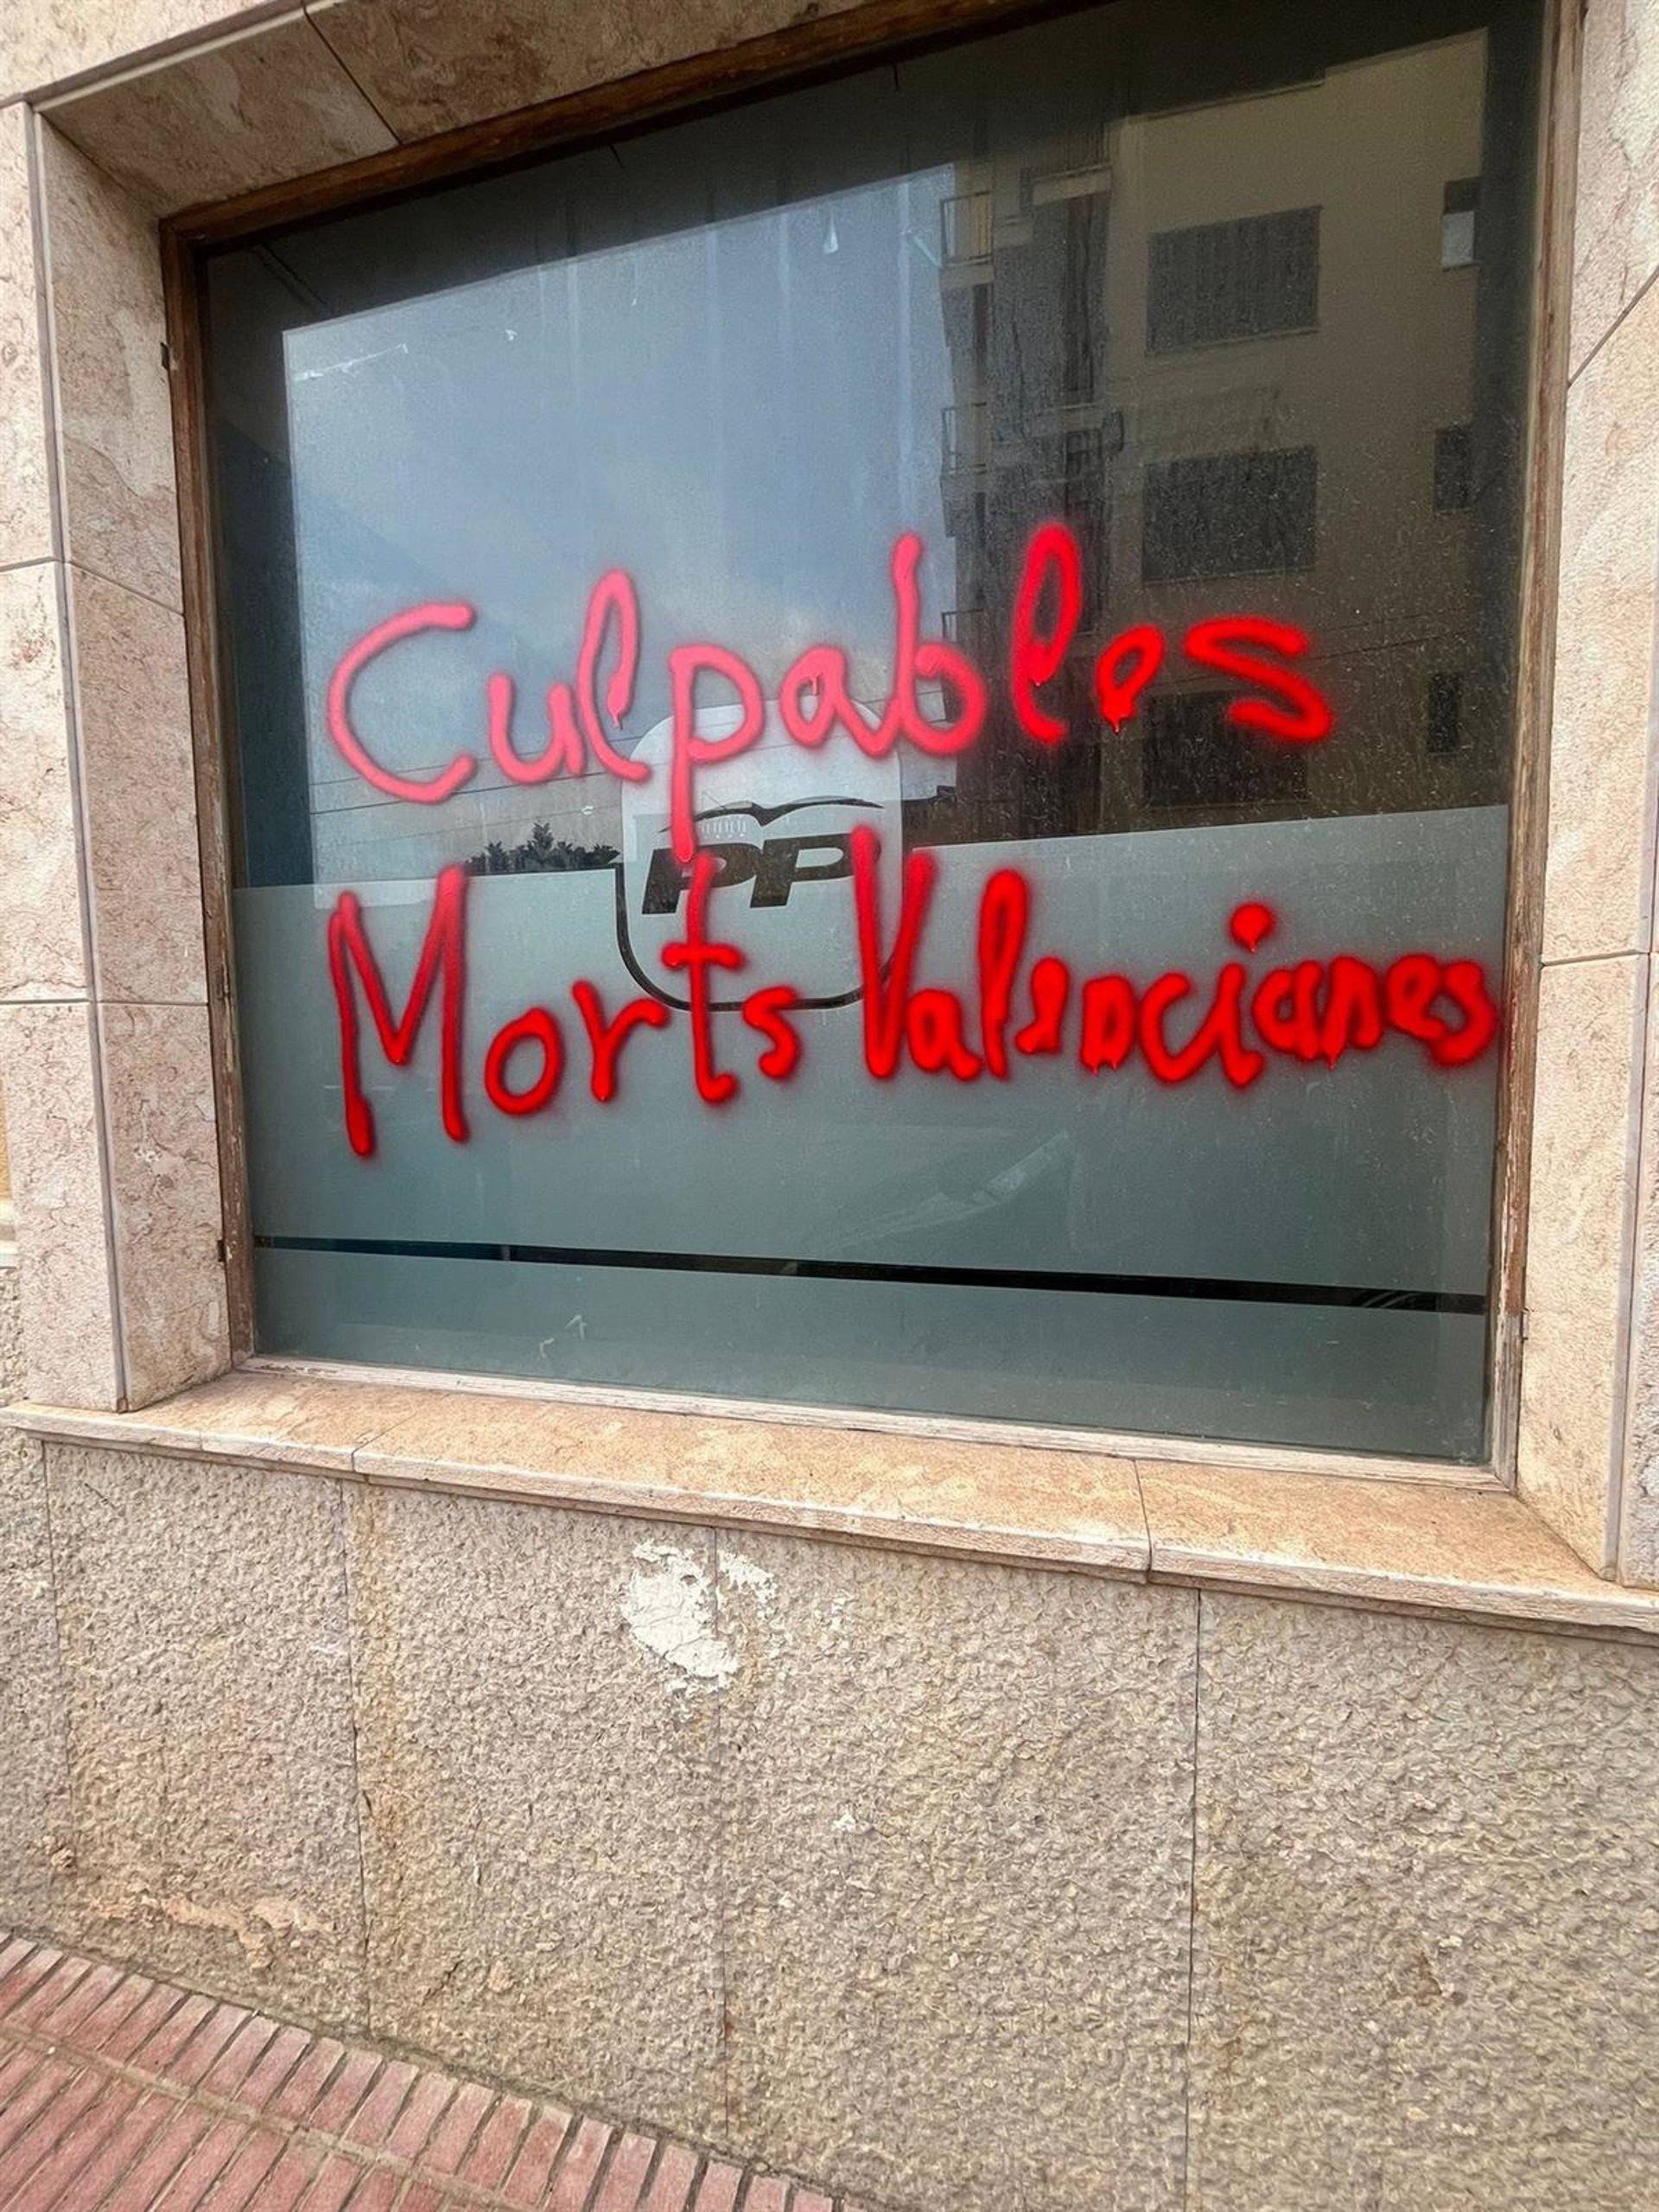 Culpables
PP
Morts Valencianes